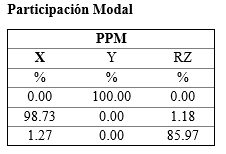 Participación Modal
PPM
X Y RZ
% % %
0.00 100.00 0.00
98.73 0.00 1.18
1.27 0.00 85.97